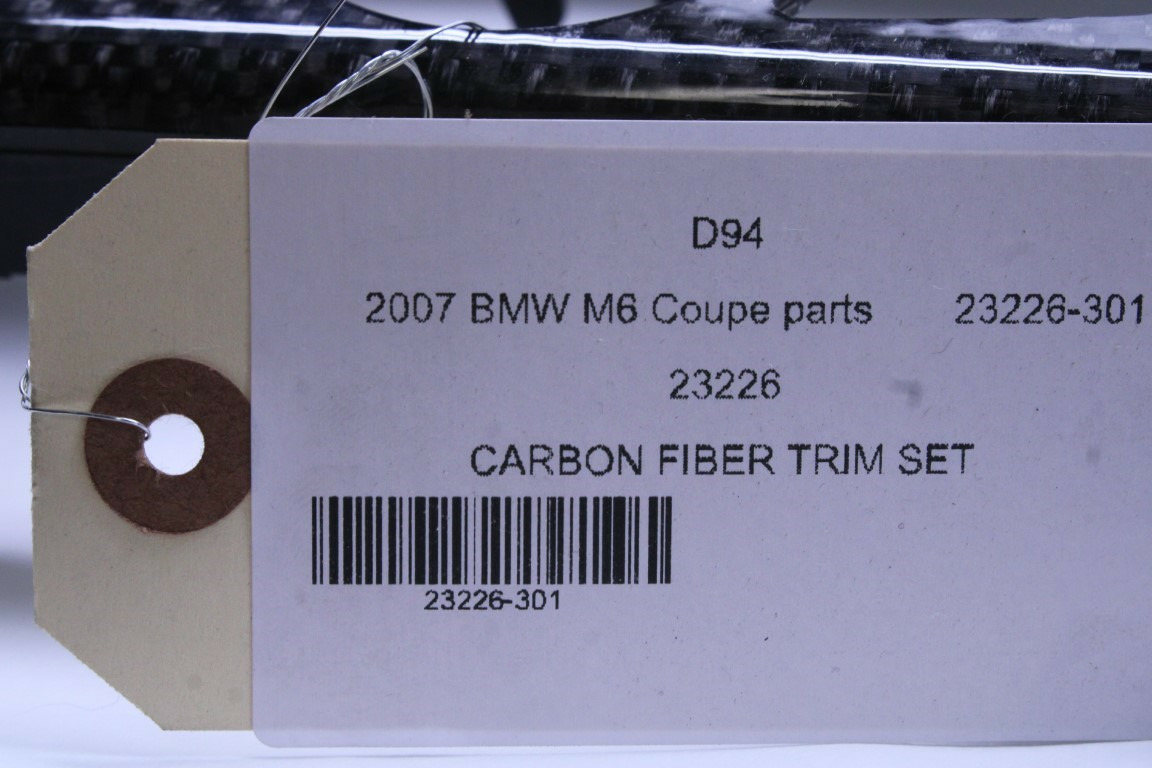 D94
2007 BMW M6 Coupe parts 23226-301
23226
CARBON FIBER TRIM SET
23226-301